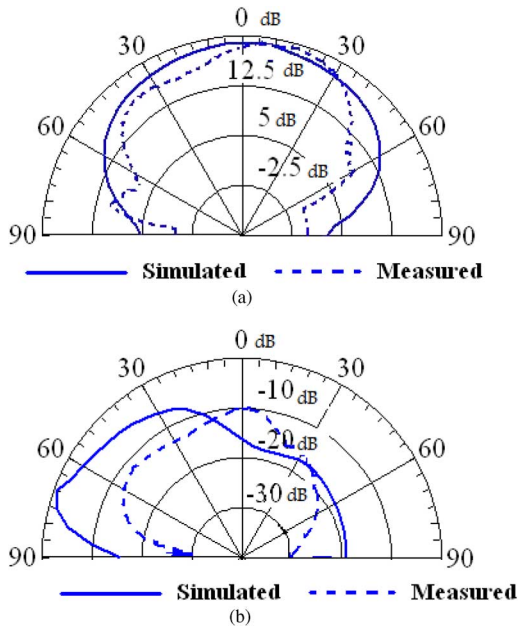 0 dB
30 30
12.5 dB
60 5 dB 60
-2.5 dB
90 90
Simulated Measured
(a)
0 dB
30 30
-10 dB
60 -20 dB 60
-30 dB
90 90
Simulated Measured
(b)